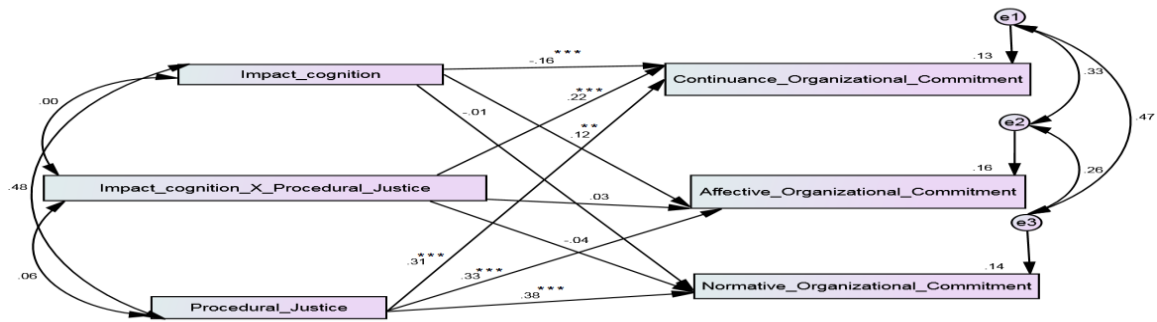 e1
.13
***
-.16
Impact_cognition
Continuance_Organizational_Commitment
.33
.00
***
.22
-.01
**
.12
.47
e2
.16
.26
.48
Impact_cognition_X_Procedural_Justice
Affective_Organizational_Commitment
.03
e3
-.04
***
.31
***
.33
.14
.06
***
.38
Normative_Organizational_Commitment
Procedural_Justice